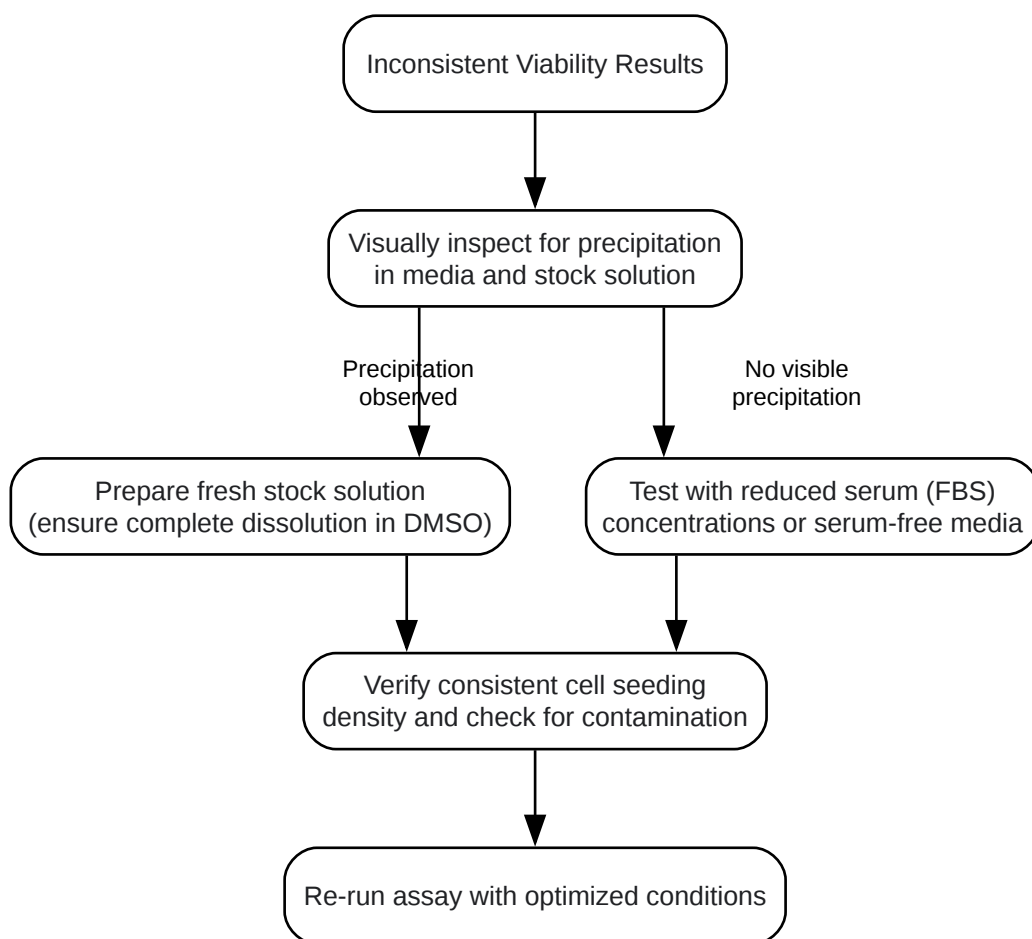 Inconsistent Viability Results
Visually inspect for precipitation
in media and stock solution
Precipitation
observed
No visible
precipitation
Prepare fresh stock solution
(ensure complete dissolution in DMSO)
Test with reduced serum (FBS)
concentrations or serum-free media
Verify consistent cell seeding
density and check for contamination
Re-run assay with optimized conditions